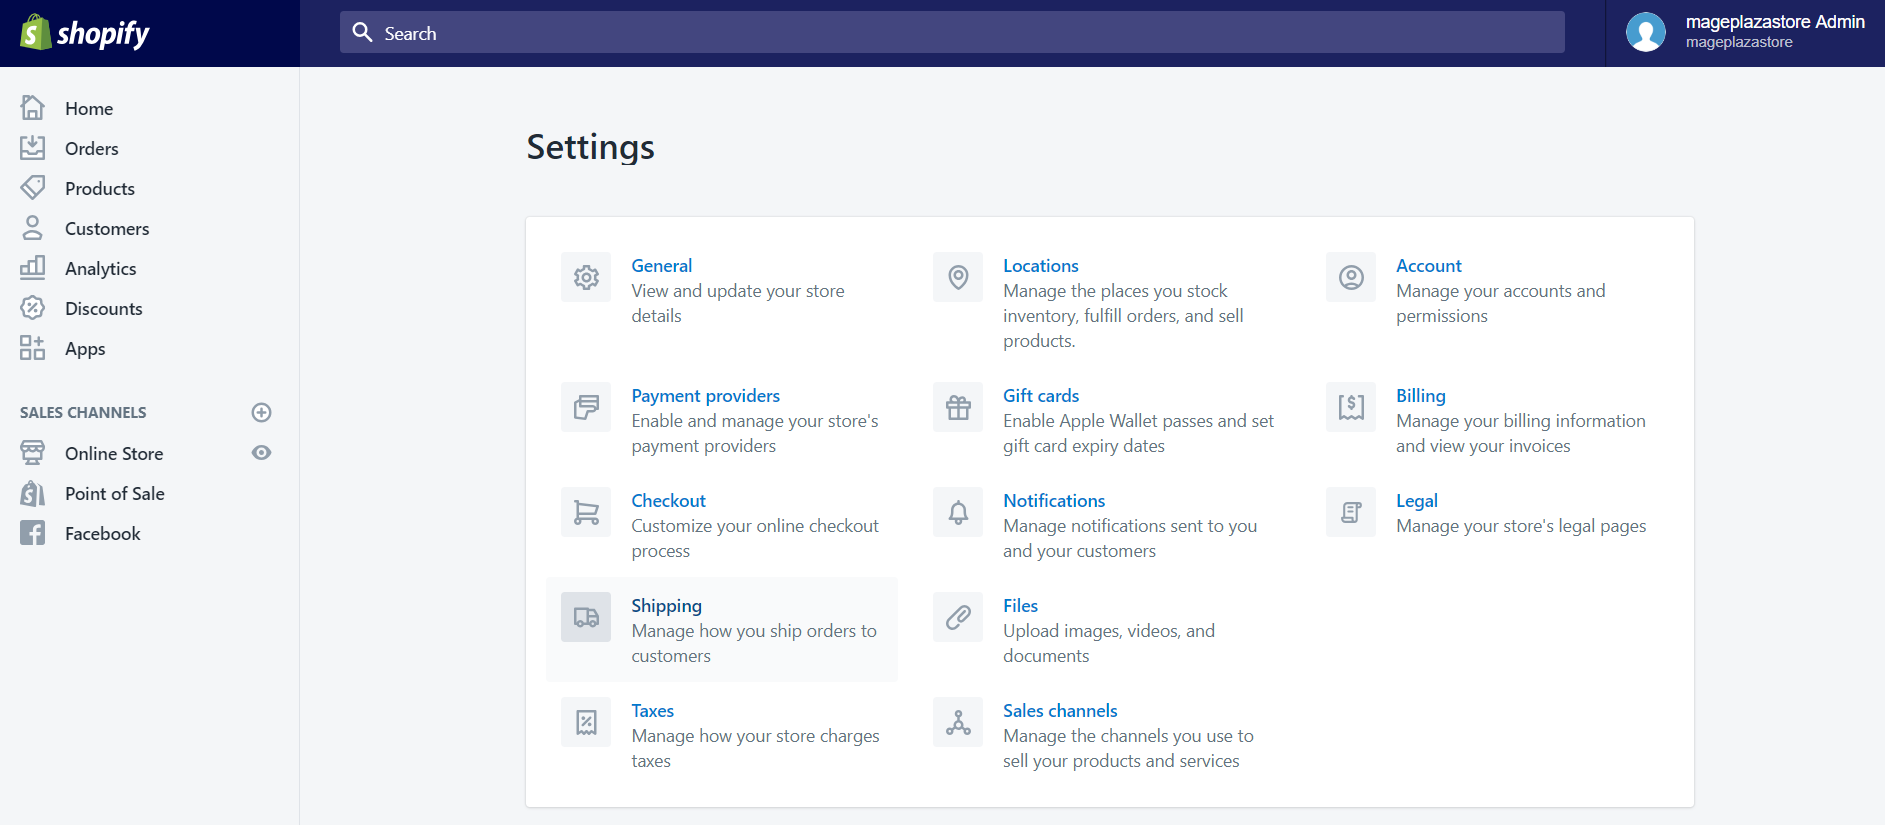 shopify
Search
mageplazastore Admin
mageplazastore
Home
Orders
Products
Customers
Analytics
Discounts
Apps
SALES CHANNELS
Online Store
Point of Sale
Facebook
Settings
General
View and update your store
details
Locations
Manage the places you stock
inventory, fulfill orders, and sell
products.
Account
Manage your accounts and
permissions
Payment providers
Enable and manage your store's
payment providers
Gift cards
Enable Apple Wallet passes and set
gift card expiry dates
Billing
Manage your billing information
and view your invoices
Checkout
Customize your online checkout
process
Notifications
Manage notifications sent to you
and your customers
Legal
Manage your store's legal pages
Shipping
Manage how you ship orders to
customers
Files
Upload images, videos, and
documents
Taxes
Manage how your store charges
taxes
Sales channels
Manage the channels you use to
sell your products and services